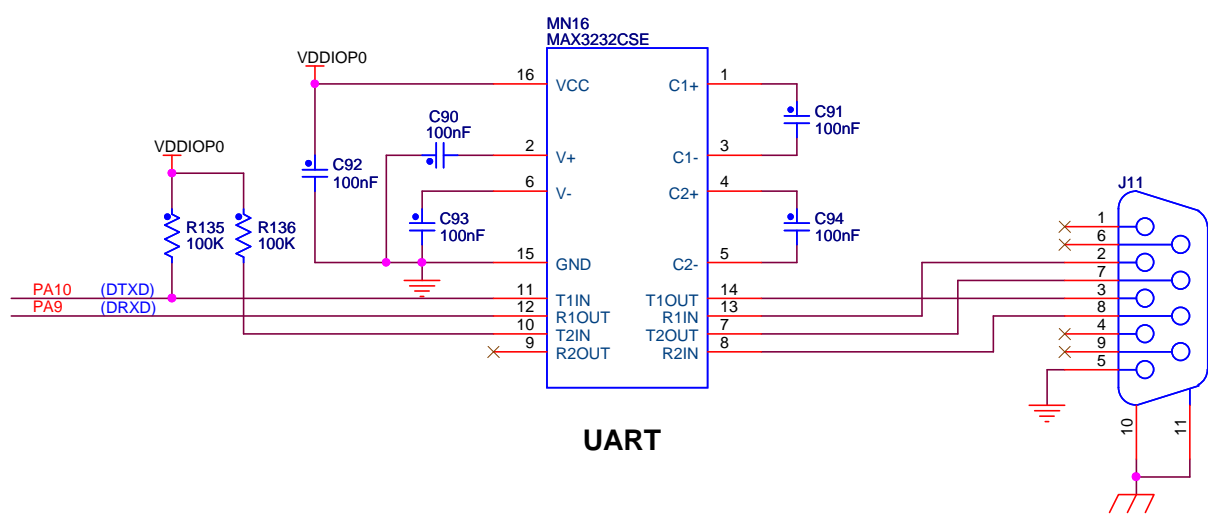 MN16
MAX3232CSE
VDDIOP0
16 VCC C1+ 1
C90
100nF
C91
100nF
VDDIOP0
2 V+ C1- 3
C92
100nF
6 V- C2+ 4
J11
R135
100K
R136
100K
C93
100nF
C94
100nF
1
6
15 GND C2- 5
2
7
PA10 (DTXD) 11 T1IN T1OUT 14 3
PA9 (DRXD) 12 R1OUT R1IN 13 8
10 T2IN T2OUT 7 4
9 R2OUT R2IN 8 9
5
UART
10
11